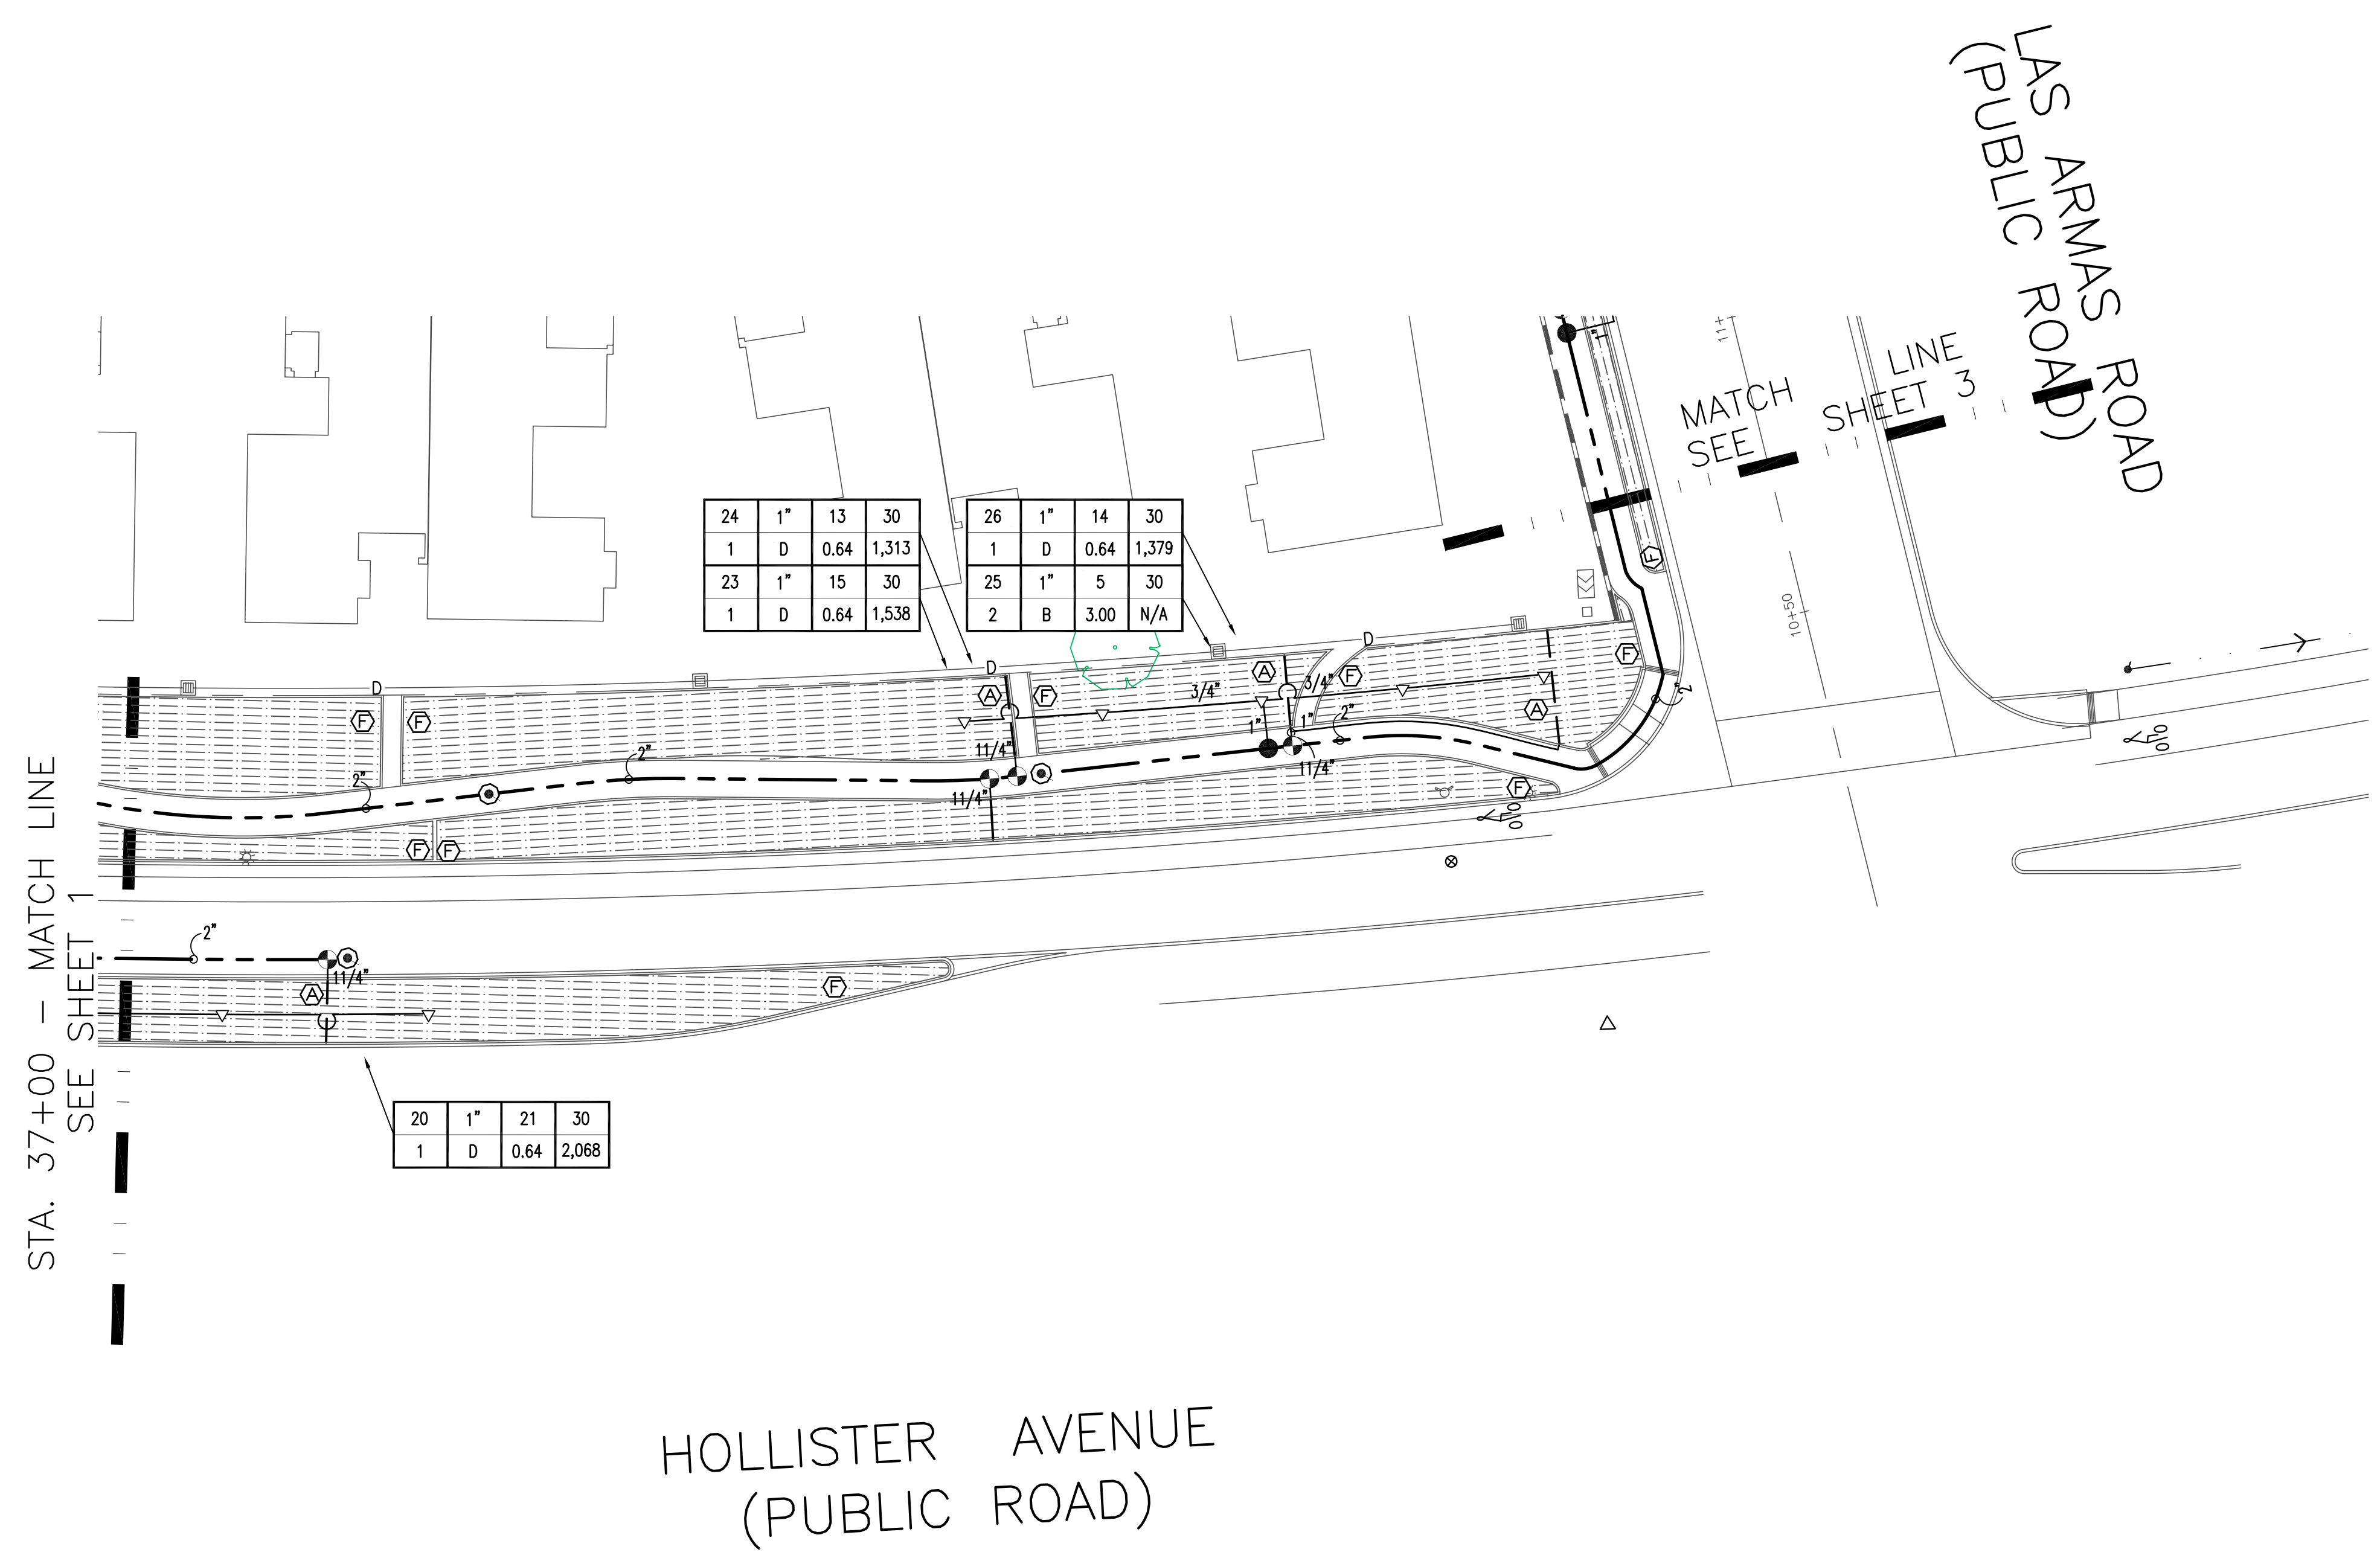 LAS ARMAS ROAD
(PUBLIC ROAD)
MATCH LINE
SEE SHEET 3
11+
10+50
24 1" 13 30
1 D 0.64 1,313
23 1" 15 30
1 D 0.64 1,538
26 1" 14 30
1 D 0.64 1,379
25 1" 5 30
2 B 3.00 N/A
1"
F
D
D
D
F
F
A
F
A
F
F
3/4"
3/4"
A
1"
1"
2"
2"
11/4"
2"
2"
11/4"
11/4"
F
F
F
2"
11/4"
A
F
STA. 37+00 - MATCH LINE
SEE SHEET 1
20 1" 21 30
1 D 0.64 2,068
HOLLISTER AVENUE
(PUBLIC ROAD)